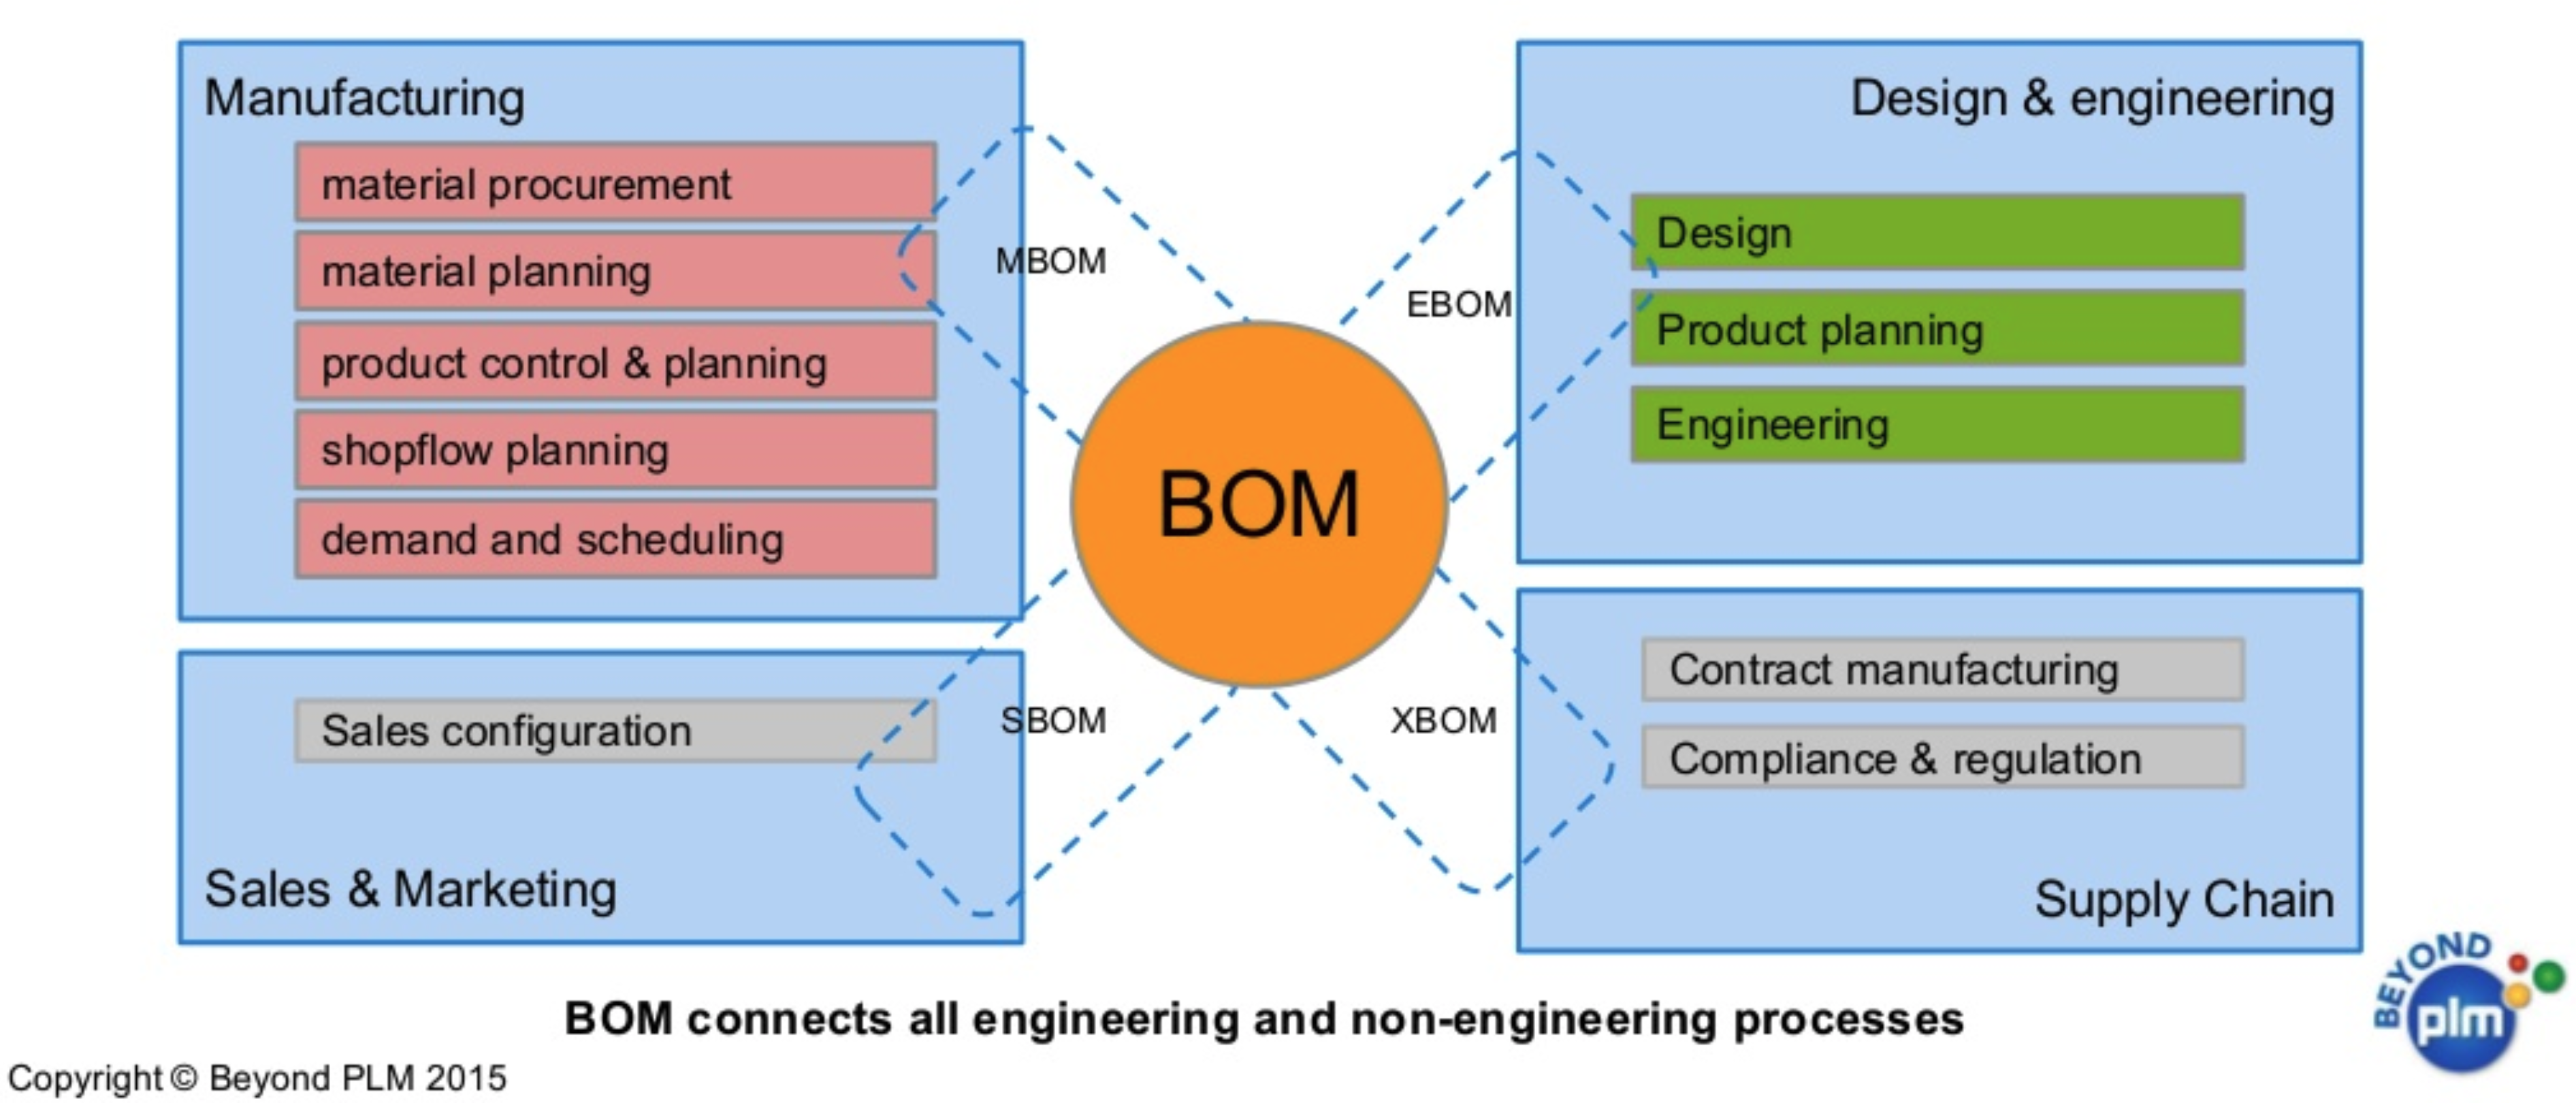 Manufacturing
material procurement
material planning
product control & planning
shopflow planning
demand and scheduling
MBOM
EBOM
Design & engineering
Design
Product planning
Engineering
BOM
Sales configuration
Sales & Marketing
SBOM
XBOM
Contract manufacturing
Compliance & regulation
Supply Chain
BOM connects all engineering and non-engineering processes
BEYOND
plm
Copyright © Beyond PLM 2015